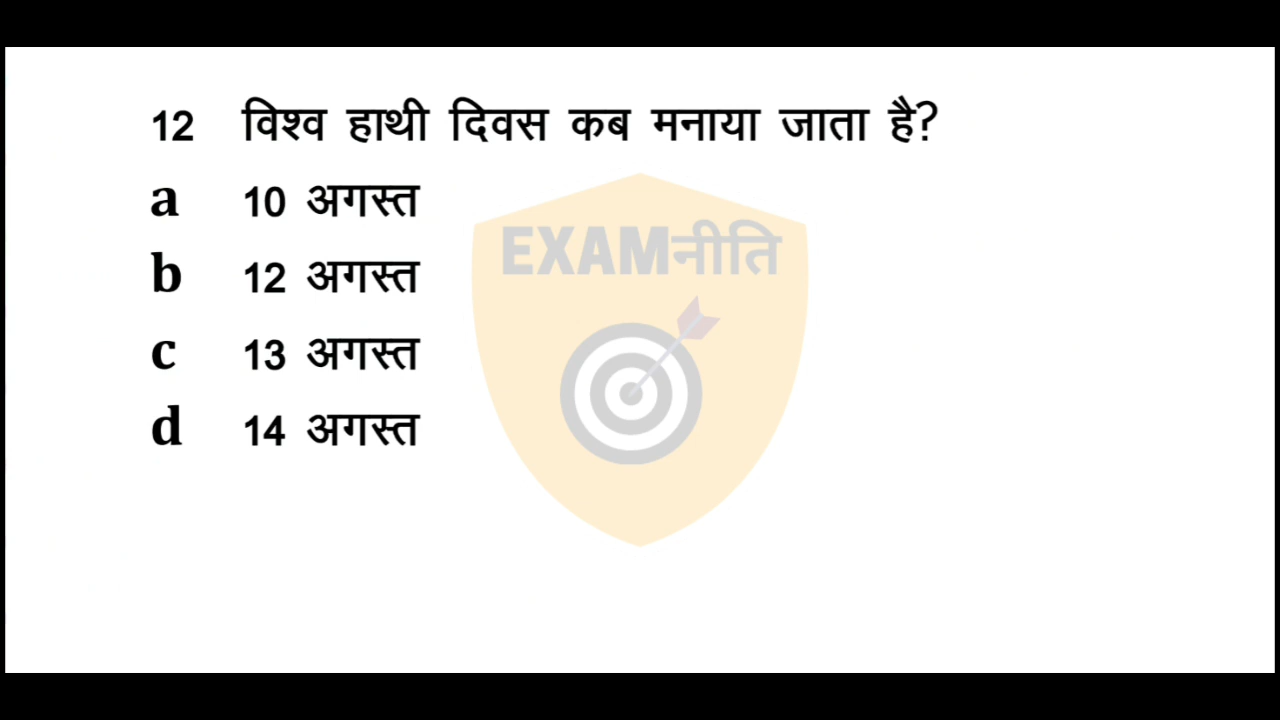 12 विश्व हाथी दिवस कब मनाया जाता है?
a 10 अगस्त
b 12 अगस्त
c 13 अगस्त
d 14 अगस्त
EXAMनीति